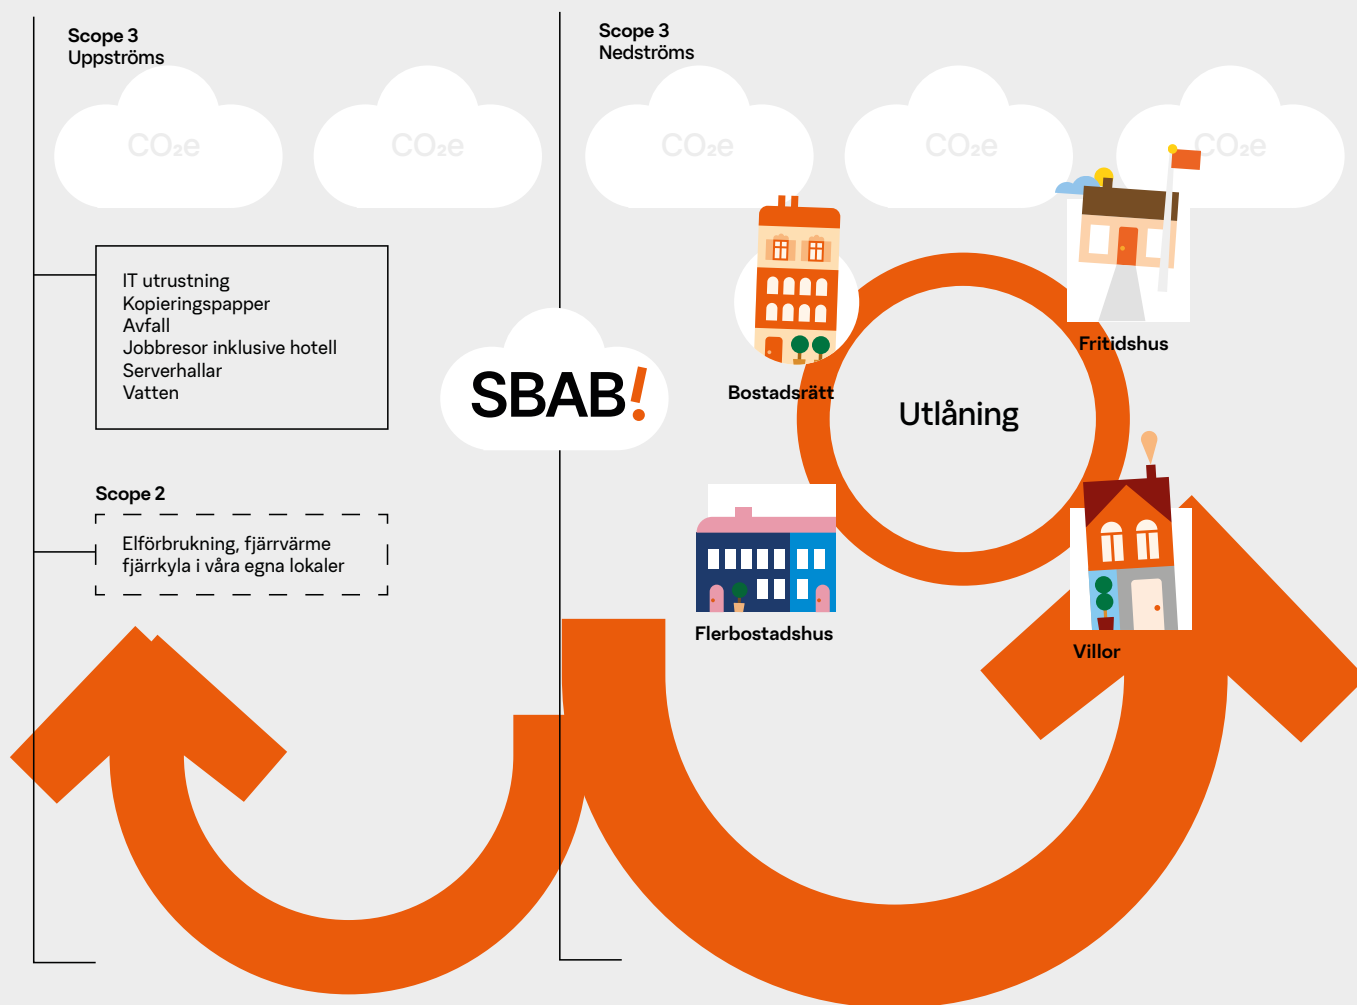 Scope 3
Uppströms
CO₂e
CO₂e
IT utrustning
Kopieringspapper
Avfall
Jobbresor inklusive hotell
Serverhallar
Vatten
Scope 2
Elförbrukning, fjärrvärme
fjärrkyla i våra egna lokaler
SBAB!
Scope 3
Nedströms
CO₂e
CO₂e
CO₂e
Bostadsrätt
Fritidshus
Utlåning
Flerbostadshus
Villor